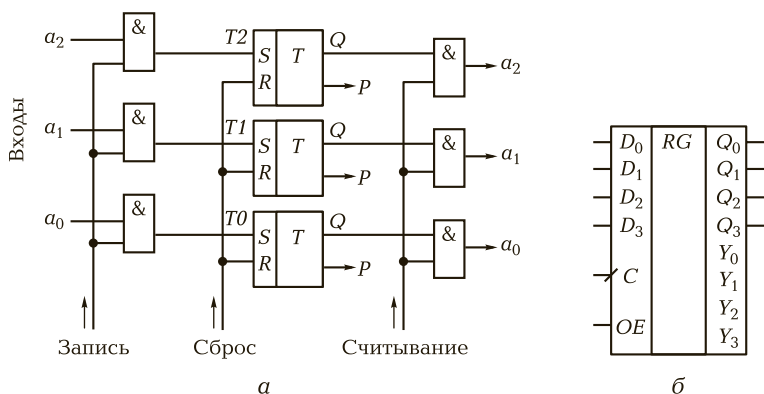 &
a2
T2
Q
S
T
R
P
&
a2
Входы
&
a1
T1
Q
S
T
R
P
&
a1
&
a0
T0
Q
S
T
R
P
&
a0
Запись
Сброс
Считывание
а
D0
RG
Q0
D1
Q1
D2
Q2
D3
Q3
Y0
C
Y1
Y2
OE
Y3
б